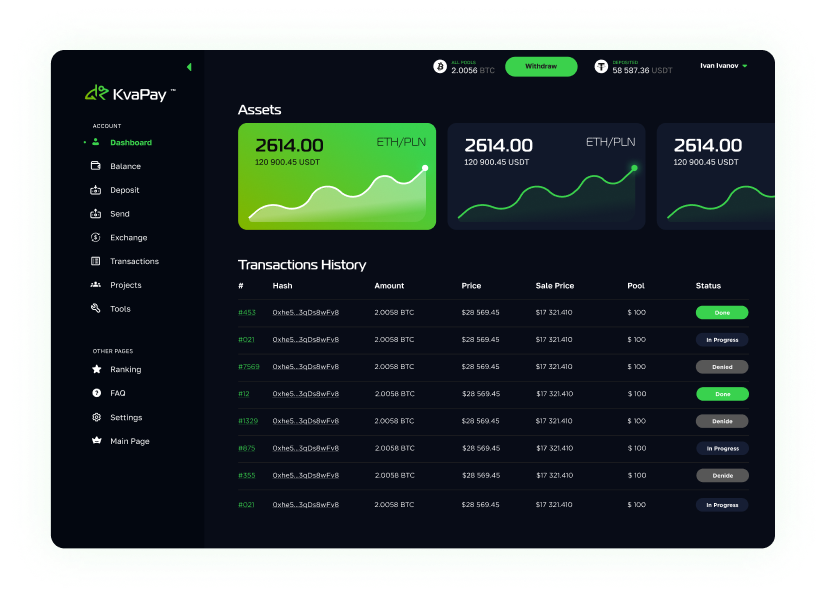 ALL POOLS
2.0056 BTC
Withdraw
DEPOSITED
58 587.36 USDT
Ivan Ivanov
KvaPay ™
ACCOUNT
Dashboard
Balance
Deposit
Send
Exchange
Transactions
Projects
Tools
OTHER PAGES
Ranking
FAQ
Settings
Main Page
Assets
2614.00 ETH/PLN
120 900.45 USDT
2614.00 ETH/PLN
120 900.45 USDT
2614.00
120 900.45 USDT
Transactions History
# Hash Amount Price Sale Price Pool Status
#453 0xhe5...3qDs8wFv8 2.0058 BTC $28 569.45 $17 321.410 $ 100 Done
#021 0xhe5...3qDs8wFv8 2.0058 BTC $28 569.45 $17 321.410 $ 100 In Progress
#7569 0xhe5...3qDs8wFv8 2.0058 BTC $28 569.45 $17 321.410 $ 100 Denied
#12 0xhe5...3qDs8wFv8 2.0058 BTC $28 569.45 $17 321.410 $ 100 Done
#1329 0xhe5...3qDs8wFv8 2.0058 BTC $28 569.45 $17 321.410 $ 100 Denide
#875 0xhe5...3qDs8wFv8 2.0058 BTC $28 569.45 $17 321.410 $ 100 In Progress
#355 0xhe5...3qDs8wFv8 2.0058 BTC $28 569.45 $17 321.410 $ 100 Denide
#021 0xhe5...3qDs8wFv8 2.0058 BTC $28 569.45 $17 321.410 $ 100 In Progress